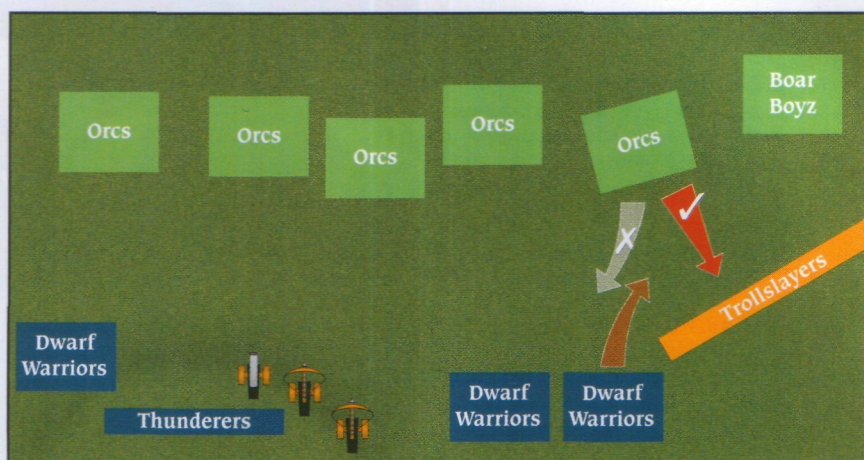 Boar
Boyz
Orcs
Orcs
Orcs
Orcs
Orcs
Trollslayers
Dwarf
Warriors
Thunderers
Dwarf
Warriors
Dwarf
Warriors